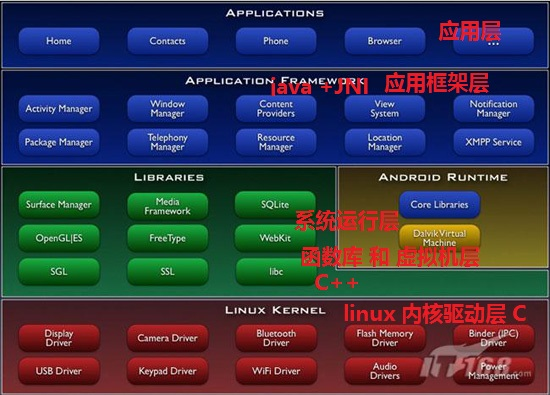 APPLICATIONS
Home
Contacts
Phone
Browser
...
应用层
APPLICATION FRAMEWORK
java +JNI
应用框架层
Activity Manager
Window Manager
Content Providers
View System
Notification Manager
Package Manager
Telephony Manager
Resource Manager
Location Manager
XMPP Service
LIBRARIES
Surface Manager
Media Framework
SQLite
OpenGL|ES
FreeType
WebKit
SGL
SSL
libc
ANDROID RUNTIME
Core Libraries
Dalvik Virtual Machine
系统运行层
函数库 和 虚拟机层
C++
linux 内核驱动层 C
LINUX KERNEL
Display Driver
Camera Driver
Bluetooth Driver
Flash Memory Driver
Binder (IPC) Driver
USB Driver
Keypad Driver
WiFi Driver
Audio Drivers
Power Management
IT168.com